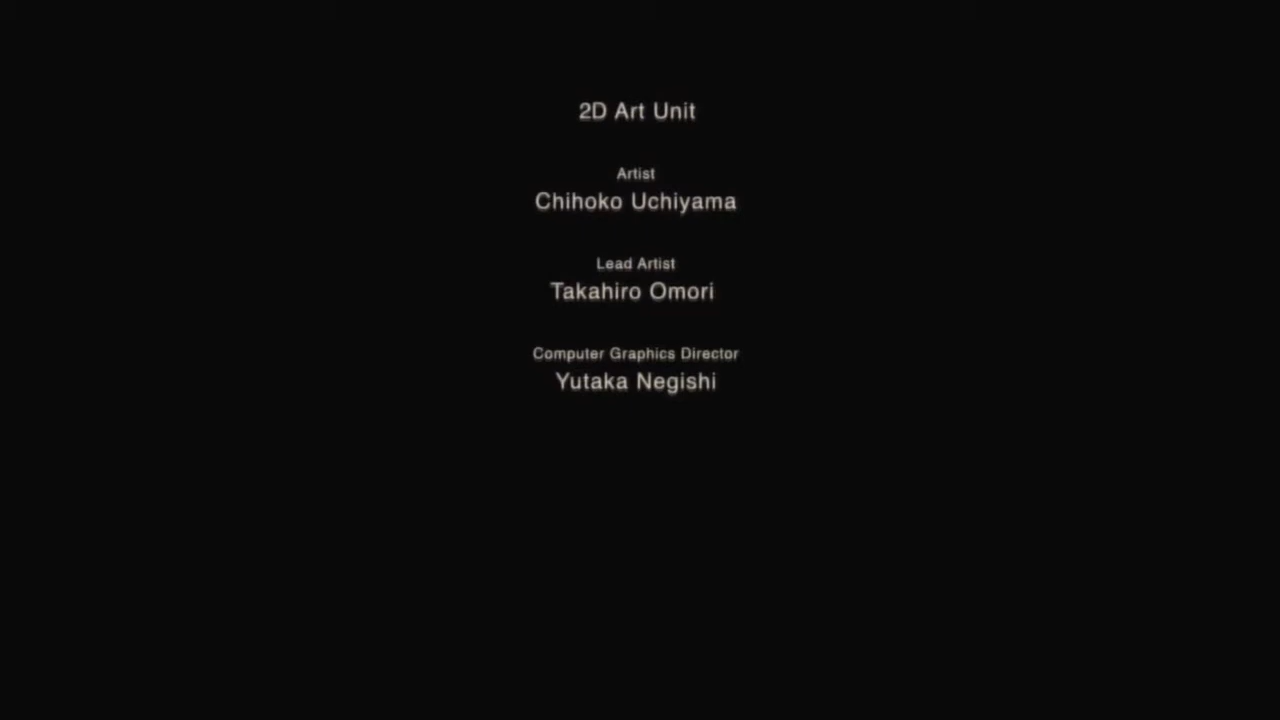 2D Art Unit
Artist
Chihoko Uchiyama
Lead Artist
Takahiro Omori
Computer Graphics Director
Yutaka Negishi